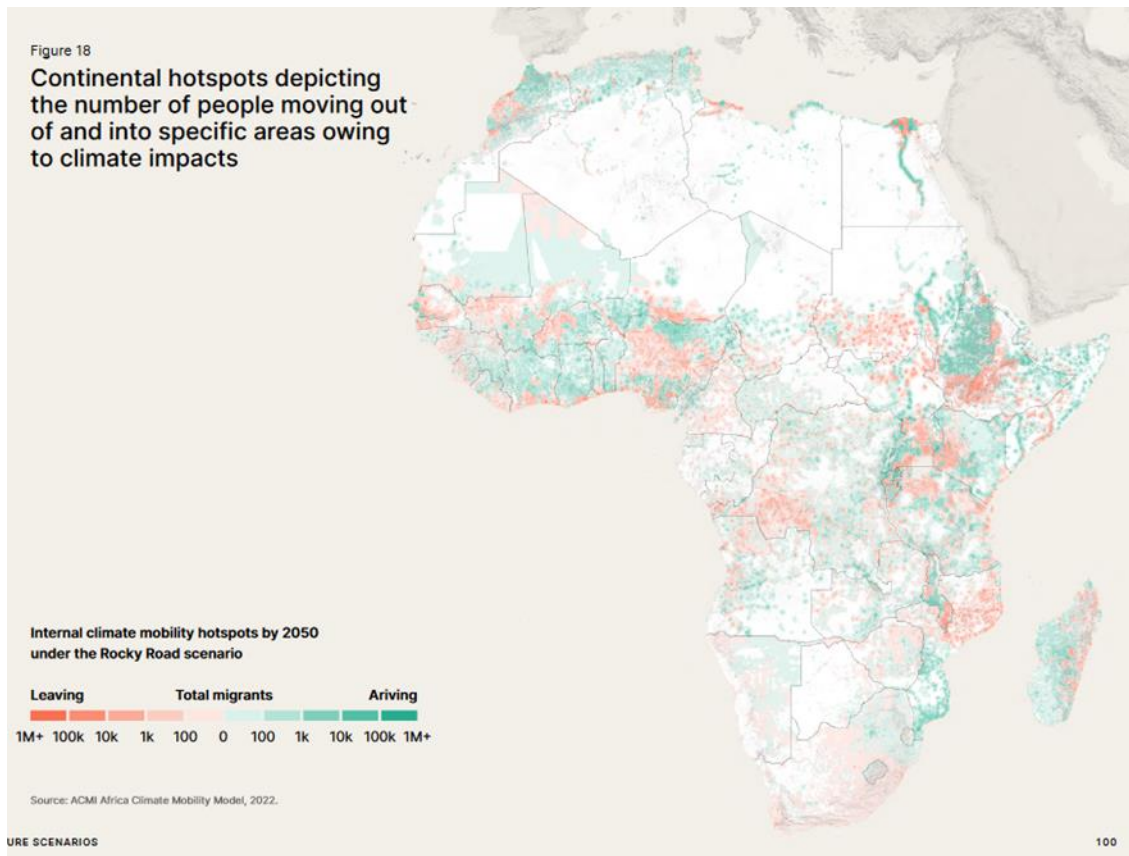 Figure 18
Continental hotspots depicting
the number of people moving out
of and into specific areas owing
to climate impacts
Internal climate mobility hotspots by 2050
under the Rocky Road scenario
Leaving Total migrants Ariving
1M+ 100k 10k 1k 100 0 100 1k 10k 100k 1M+
Source: ACMI Africa Climate Mobility Model, 2022.
URE SCENARIOS 100